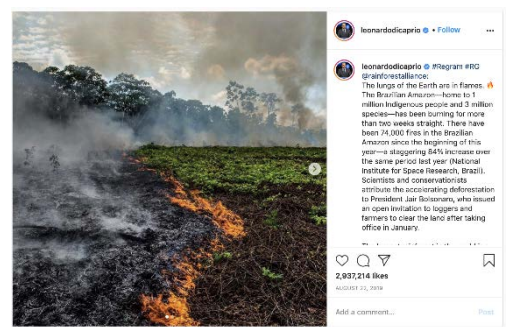 leonardodicaprio • Follow
leonardodicaprio #Regram #RG
@rainforestalliance:
The lungs of the Earth are in flames. 🔥
The Brazilian Amazon—home to 1
million Indigenous people and 3 million
species—has been burning for more
than two weeks straight. There have
been 74,000 fires in the Brazilian
Amazon since the beginning of this
year—a staggering 84% increase over
the same period last year (National
Institute for Space Research, Brazil).
Scientists and conservationists
attribute the accelerating deforestation
to President Jair Bolsonaro, who issued
an open invitation to loggers and
farmers to clear the land after taking
office in January.
2,937,214 likes
AUGUST 22, 2019
Add a comment...
Post